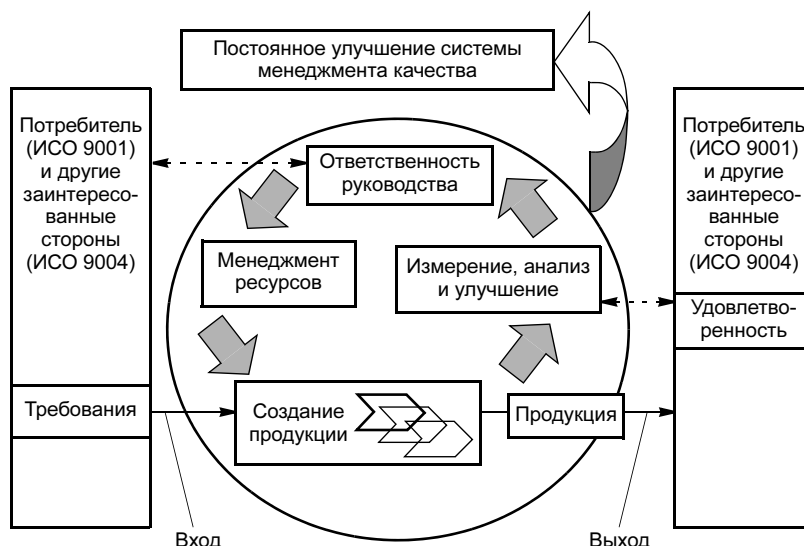 Постоянное улучшение системы
менеджмента качества
Потребитель
(ИСО 9001)
и другие
заинтересо-
ванные
стороны
(ИСО 9004)
Требования
Ответственность
руководства
Менеджмент
ресурсов
Измерение, анализ
и улучшение
Создание
продукции
Продукция
Потребитель
(ИСО 9001)
и другие
заинтересо-
ванные
стороны
(ИСО 9004)
Удовлетво-
ренность
Вход
Выход